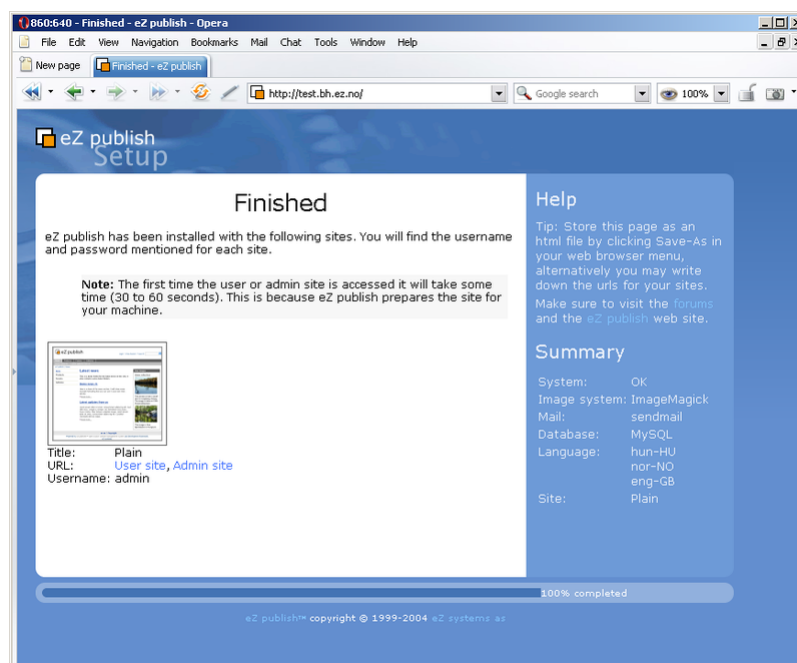 860:640 - Finished - eZ publish - Opera
File Edit View Navigation Bookmarks Mail Chat Tools Window Help
New page
Finished - eZ publish
http://test.bh.ez.no/
Google search
100%
eZ publish
Setup
Finished
eZ publish has been installed with the following sites. You will find the username
and password mentioned for each site.
Note: The first time the user or admin site is accessed it will take some
time (30 to 60 seconds). This is because eZ publish prepares the site for
your machine.
eZ publish
Title: Plain
URL: User site, Admin site
Username: admin
Help
Tip: Store this page as an
html file by clicking Save-As in
your web browser menu,
alternatively you may write
down the urls for your sites.
Make sure to visit the forums
and the eZ publish web site.
Summary
System: OK
Image system: ImageMagick
Mail: sendmail
Database: MySQL
Language: hun-HU
nor-NO
eng-GB
Site: Plain
100% completed
eZ publish™ copyright © 1999-2004 eZ systems as